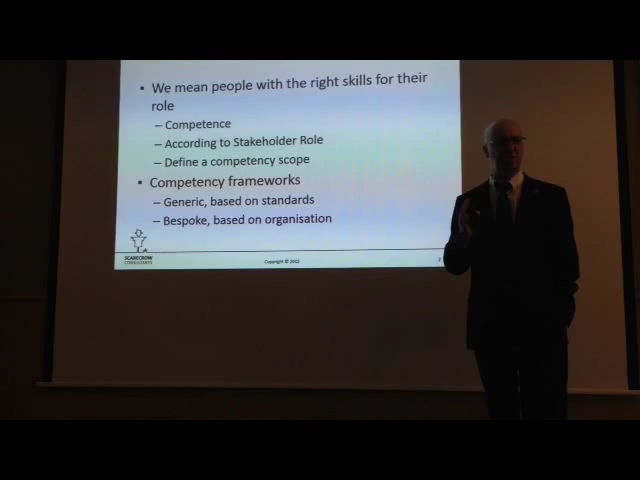 • We mean people with the right skills for their
role
– Competence
– According to Stakeholder Role
– Define a competency scope
• Competency frameworks
– Generic, based on standards
– Bespoke, based on organisation
SCARECROW
CONSULTANTS
Copyright © 2022